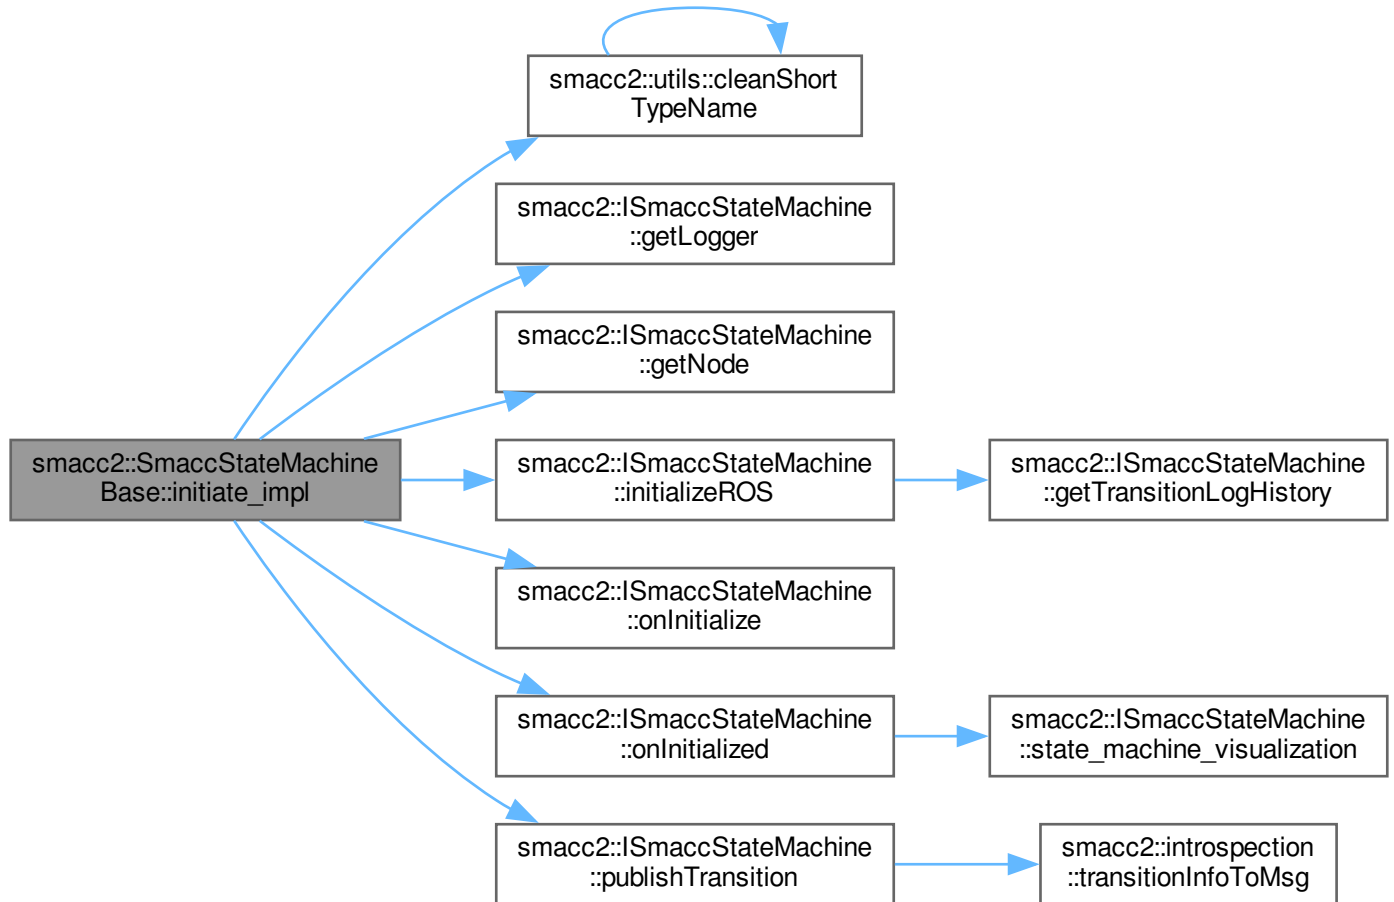 smacc2::utils::cleanShort
TypeName
smacc2::ISmaccStateMachine
::getLogger
smacc2::ISmaccStateMachine
::getNode
smacc2::SmaccStateMachine
Base::initiate_impl
smacc2::ISmaccStateMachine
::initializeROS
smacc2::ISmaccStateMachine
::getTransitionLogHistory
smacc2::ISmaccStateMachine
::onInitialize
smacc2::ISmaccStateMachine
::onInitialized
smacc2::ISmaccStateMachine
::state_machine_visualization
smacc2::ISmaccStateMachine
::publishTransition
smacc2::introspection
::transitionInfoToMsg